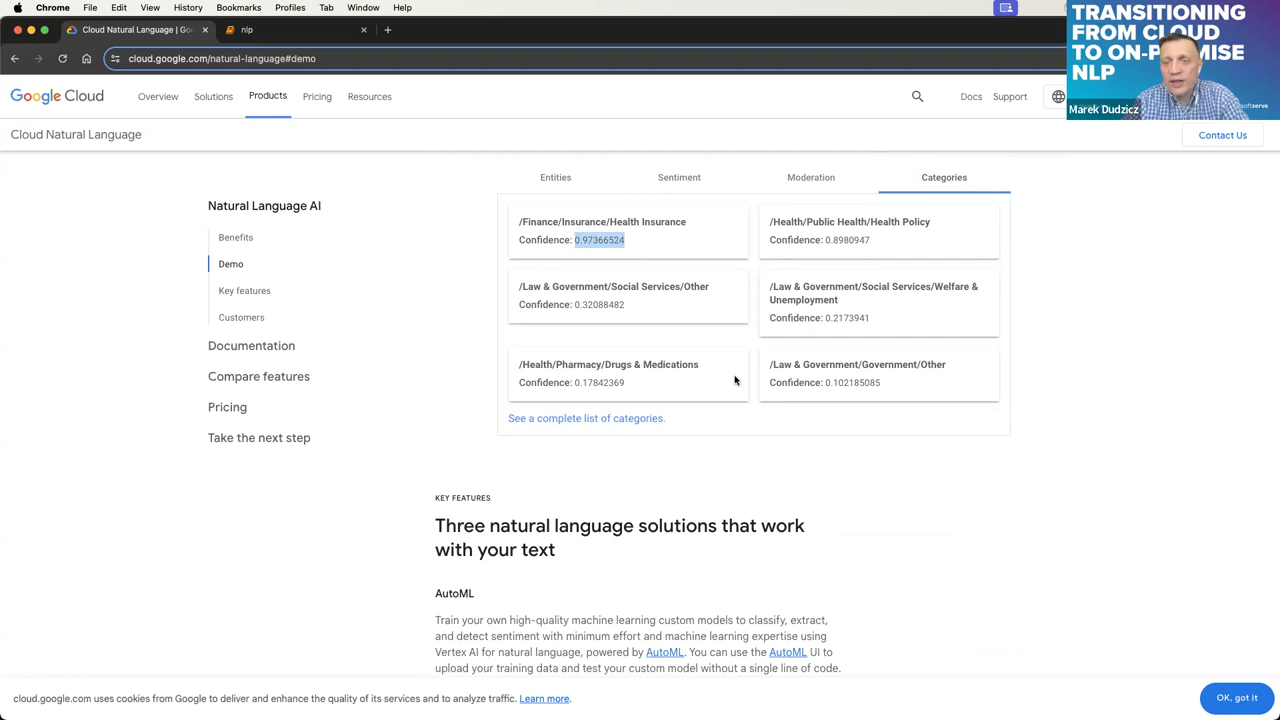 Chrome File Edit View History Bookmarks Profiles Tab Window Help
Cloud Natural Language | Goo
nlp
cloud.google.com/natural-language#demo
TRANSITIONING
FROM CLOUD
TO ON-PREMISE
NLP
Marek Dudzicz
softserve
Google Cloud
Overview Solutions Products Pricing Resources
Docs Support
Cloud Natural Language
Contact Us
Natural Language AI
Benefits
Demo
Key features
Customers
Documentation
Compare features
Pricing
Take the next step
Entities Sentiment Moderation Categories
/Finance/Insurance/Health Insurance
Confidence: 0.97366524
/Health/Public Health/Health Policy
Confidence: 0.8980947
/Law & Government/Social Services/Other
Confidence: 0.32088482
/Law & Government/Social Services/Welfare &
Unemployment
Confidence: 0.2173941
/Health/Pharmacy/Drugs & Medications
Confidence: 0.17842369
/Law & Government/Government/Other
Confidence: 0.102185085
See a complete list of categories.
KEY FEATURES
Three natural language solutions that work
with your text
AutoML
Train your own high-quality machine learning custom models to classify, extract,
and detect sentiment with minimum effort and machine learning expertise using
Vertex AI for natural language, powered by AutoML. You can use the AutoML UI to
upload your training data and test your custom model without a single line of code.
cloud.google.com uses cookies from Google to deliver and enhance the quality of its services and to analyze traffic. Learn more.
OK, got it